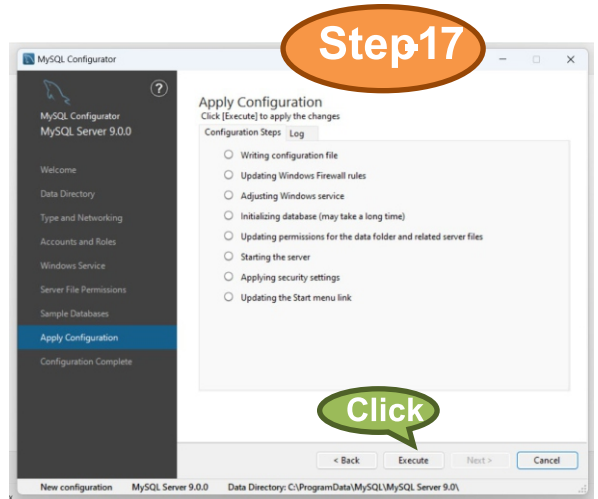 Step-17
MySQL Configurator
MySQL Configurator
MySQL Server 9.0.0
Welcome
Data Directory
Type and Networking
Accounts and Roles
Windows Service
Server File Permissions
Sample Databases
Apply Configuration
Configuration Complete
?
Apply Configuration
Click [Execute] to apply the changes
Configuration Steps Log
Writing configuration file
Updating Windows Firewall rules
Adjusting Windows service
Initializing database (may take a long time)
Updating permissions for the data folder and related server files
Starting the server
Applying security settings
Updating the Start menu link
Click
< Back Execute Next > Cancel
New configuration MySQL Server 9.0.0 Data Directory: C:\ProgramData\MySQL\MySQL Server 9.0\